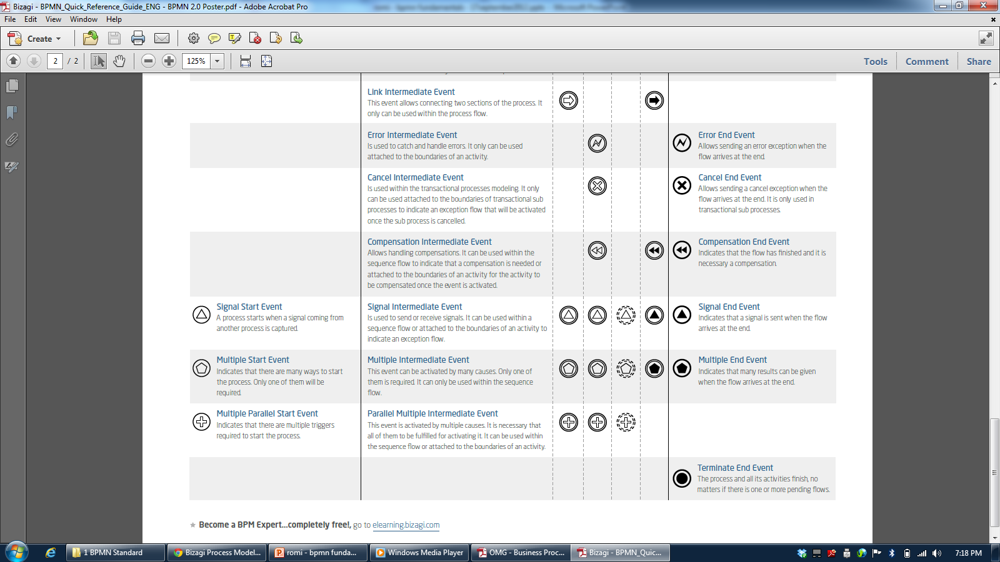 Bizagi - BPMN_Quick_Reference_Guide_ENG - BPMN 2.0 Poster.pdf - Adobe Acrobat Pro
File Edit View Window Help
Create
2 / 2 125% Tools Comment Share
Link Intermediate Event
This event allows connecting two sections of the process. It
only can be used within the process flow.
Error Intermediate Event
Is used to catch and handle errors. It only can be used
attached to the boundaries of an activity.
Error End Event
Allows sending an error exception when the
flow arrives at the end.
Cancel Intermediate Event
Is used within the transactional processes modeling. It only
can be used attached to the boundaries of transactional sub
processes to indicate an exception flow that will be activated
once the sub process is cancelled.
Cancel End Event
Allows sending a cancel exception when the
flow arrives at the end. It is only used in
transactional sub processes.
Compensation Intermediate Event
Allows handling compensations. It can be used within the
sequence flow to indicate that a compensation is needed or
attached to the boundaries of an activity for the activity to
be compensated once the event is activated.
Compensation End Event
Indicates that the flow has finished and it is
necessary a compensation.
Signal Start Event
A process starts when a signal coming from
another process is captured.
Signal Intermediate Event
Is used to send or receive signals. It can be used within a
sequence flow or attached to the boundaries of an activity to
indicate an exception flow.
Signal End Event
Indicates that a signal is sent when the flow
arrives at the end.
Multiple Start Event
Indicates that there are many ways to start
the process. Only one of them will be
required.
Multiple Intermediate Event
This event can be activated by many causes. Only one of
them is required. It can only be used within the sequence
flow.
Multiple End Event
Indicates that many results can be given
when the flow arrives at the end.
Multiple Parallel Start Event
Indicates that there are multiple triggers
required to start the process.
Parallel Multiple Intermediate Event
This event is activated by multiple causes. It is necessary that
all of them to be fulfilled for activating it. It can be used within
the sequence flow or attached to the boundaries of an activity.
Terminate End Event
The process and all its activities finish, no
matters if there is one or more pending flows.
Become a BPM Expert...completely free!, go to elearning.bizagi.com
1 BPMN Standard Bizagi Process Model... romi - bpmn funda... Windows Media Player OMG - Business Proc... Bizagi - BPMN_Quic... 7:18 PM